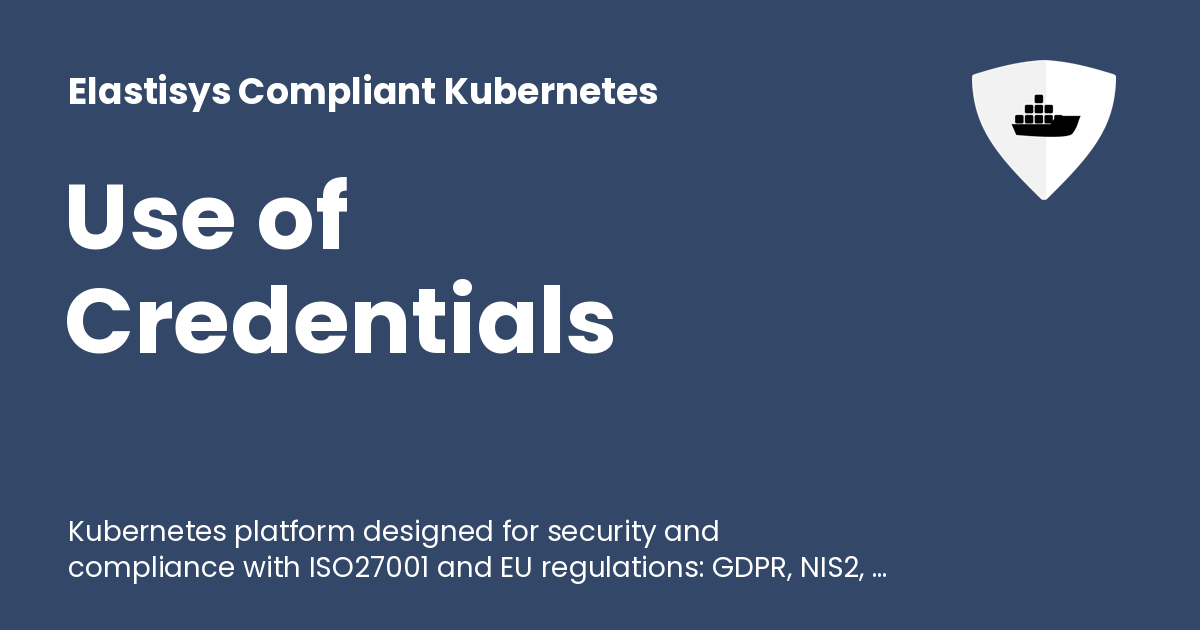 Elastisys Compliant Kubernetes
Use of
Credentials
Kubernetes platform designed for security and
compliance with ISO27001 and EU regulations: GDPR, NIS2, ...